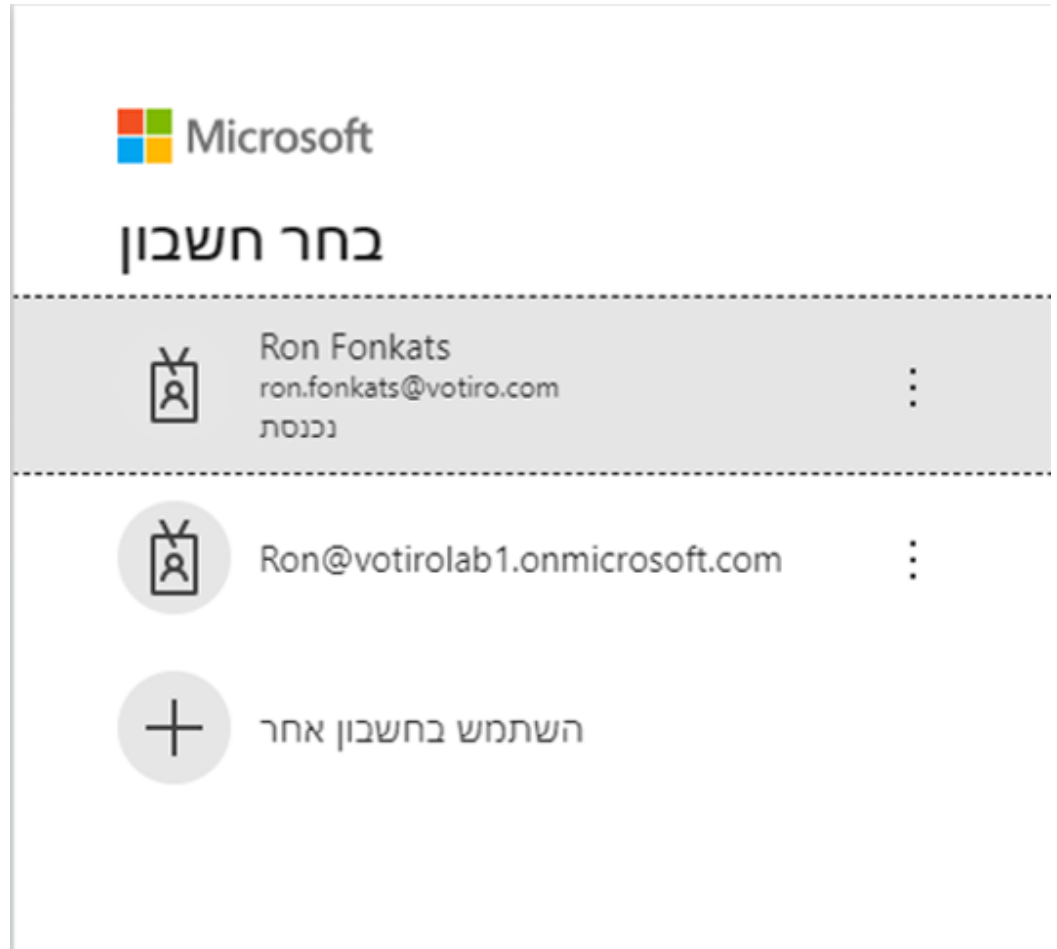 Microsoft
בחר חשבון
Ron Fonkats
ron.fonkats@votiro.com
נכנסת
Ron@votirolab1.onmicrosoft.com
השתמש בחשבון אחר